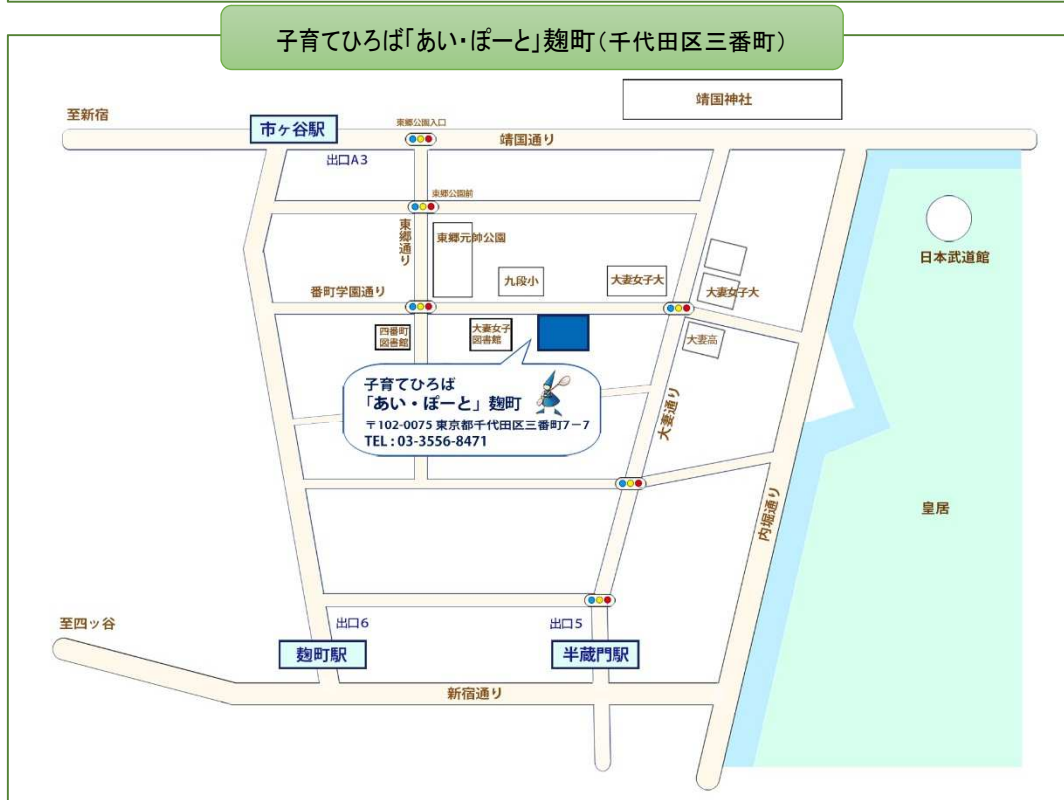 子育てひろば「あい・ぽーと」麹町（千代田区三番町）
靖国神社
至新宿
市ヶ谷駅
東郷公園入口
靖国通り
出口A3
東郷公園前
東郷通り
東郷元帥公園
日本武道館
九段小
大妻女子大
大妻女子大
番町学園通り
四番町
図書館
大妻女子
図書館
大妻高
子育てひろば
「あい・ぽーと」麹町
〒102-0075 東京都千代田区三番町7－7
TEL : 03-3556-8471
大妻通り
内堀通り
皇居
至四ッ谷
出口6
出口5
麹町駅
半蔵門駅
新宿通り